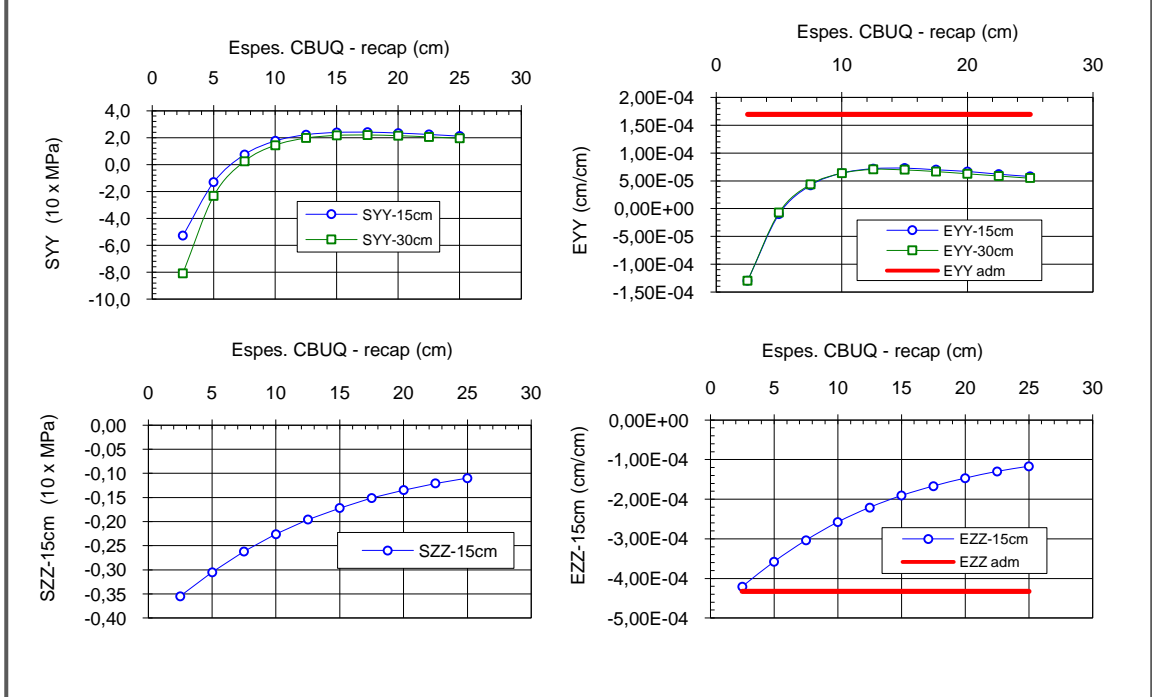 Espes. CBUQ - recap (cm)
0 5 10 15 20 25 30
4,0
2,0
0,0
-2,0
-4,0
-6,0
-8,0
-10,0
SYY (10 x MPa)
SYY-15cm
SYY-30cm
Espes. CBUQ - recap (cm)
0 10 20 30
2,00E-04
1,50E-04
1,00E-04
5,00E-05
0,00E+00
-5,00E-05
-1,00E-04
-1,50E-04
EYY (cm/cm)
EYY-15cm
EYY-30cm
EYY adm
Espes. CBUQ - recap (cm)
0 5 10 15 20 25 30
0,00
-0,05
-0,10
-0,15
-0,20
-0,25
-0,30
-0,35
-0,40
SZZ-15cm (10 x MPa)
SZZ-15cm
Espes. CBUQ - recap (cm)
0 5 10 15 20 25 30
0,00E+00
-1,00E-04
-2,00E-04
-3,00E-04
-4,00E-04
-5,00E-04
EZZ-15cm (cm/cm)
EZZ-15cm
EZZ adm